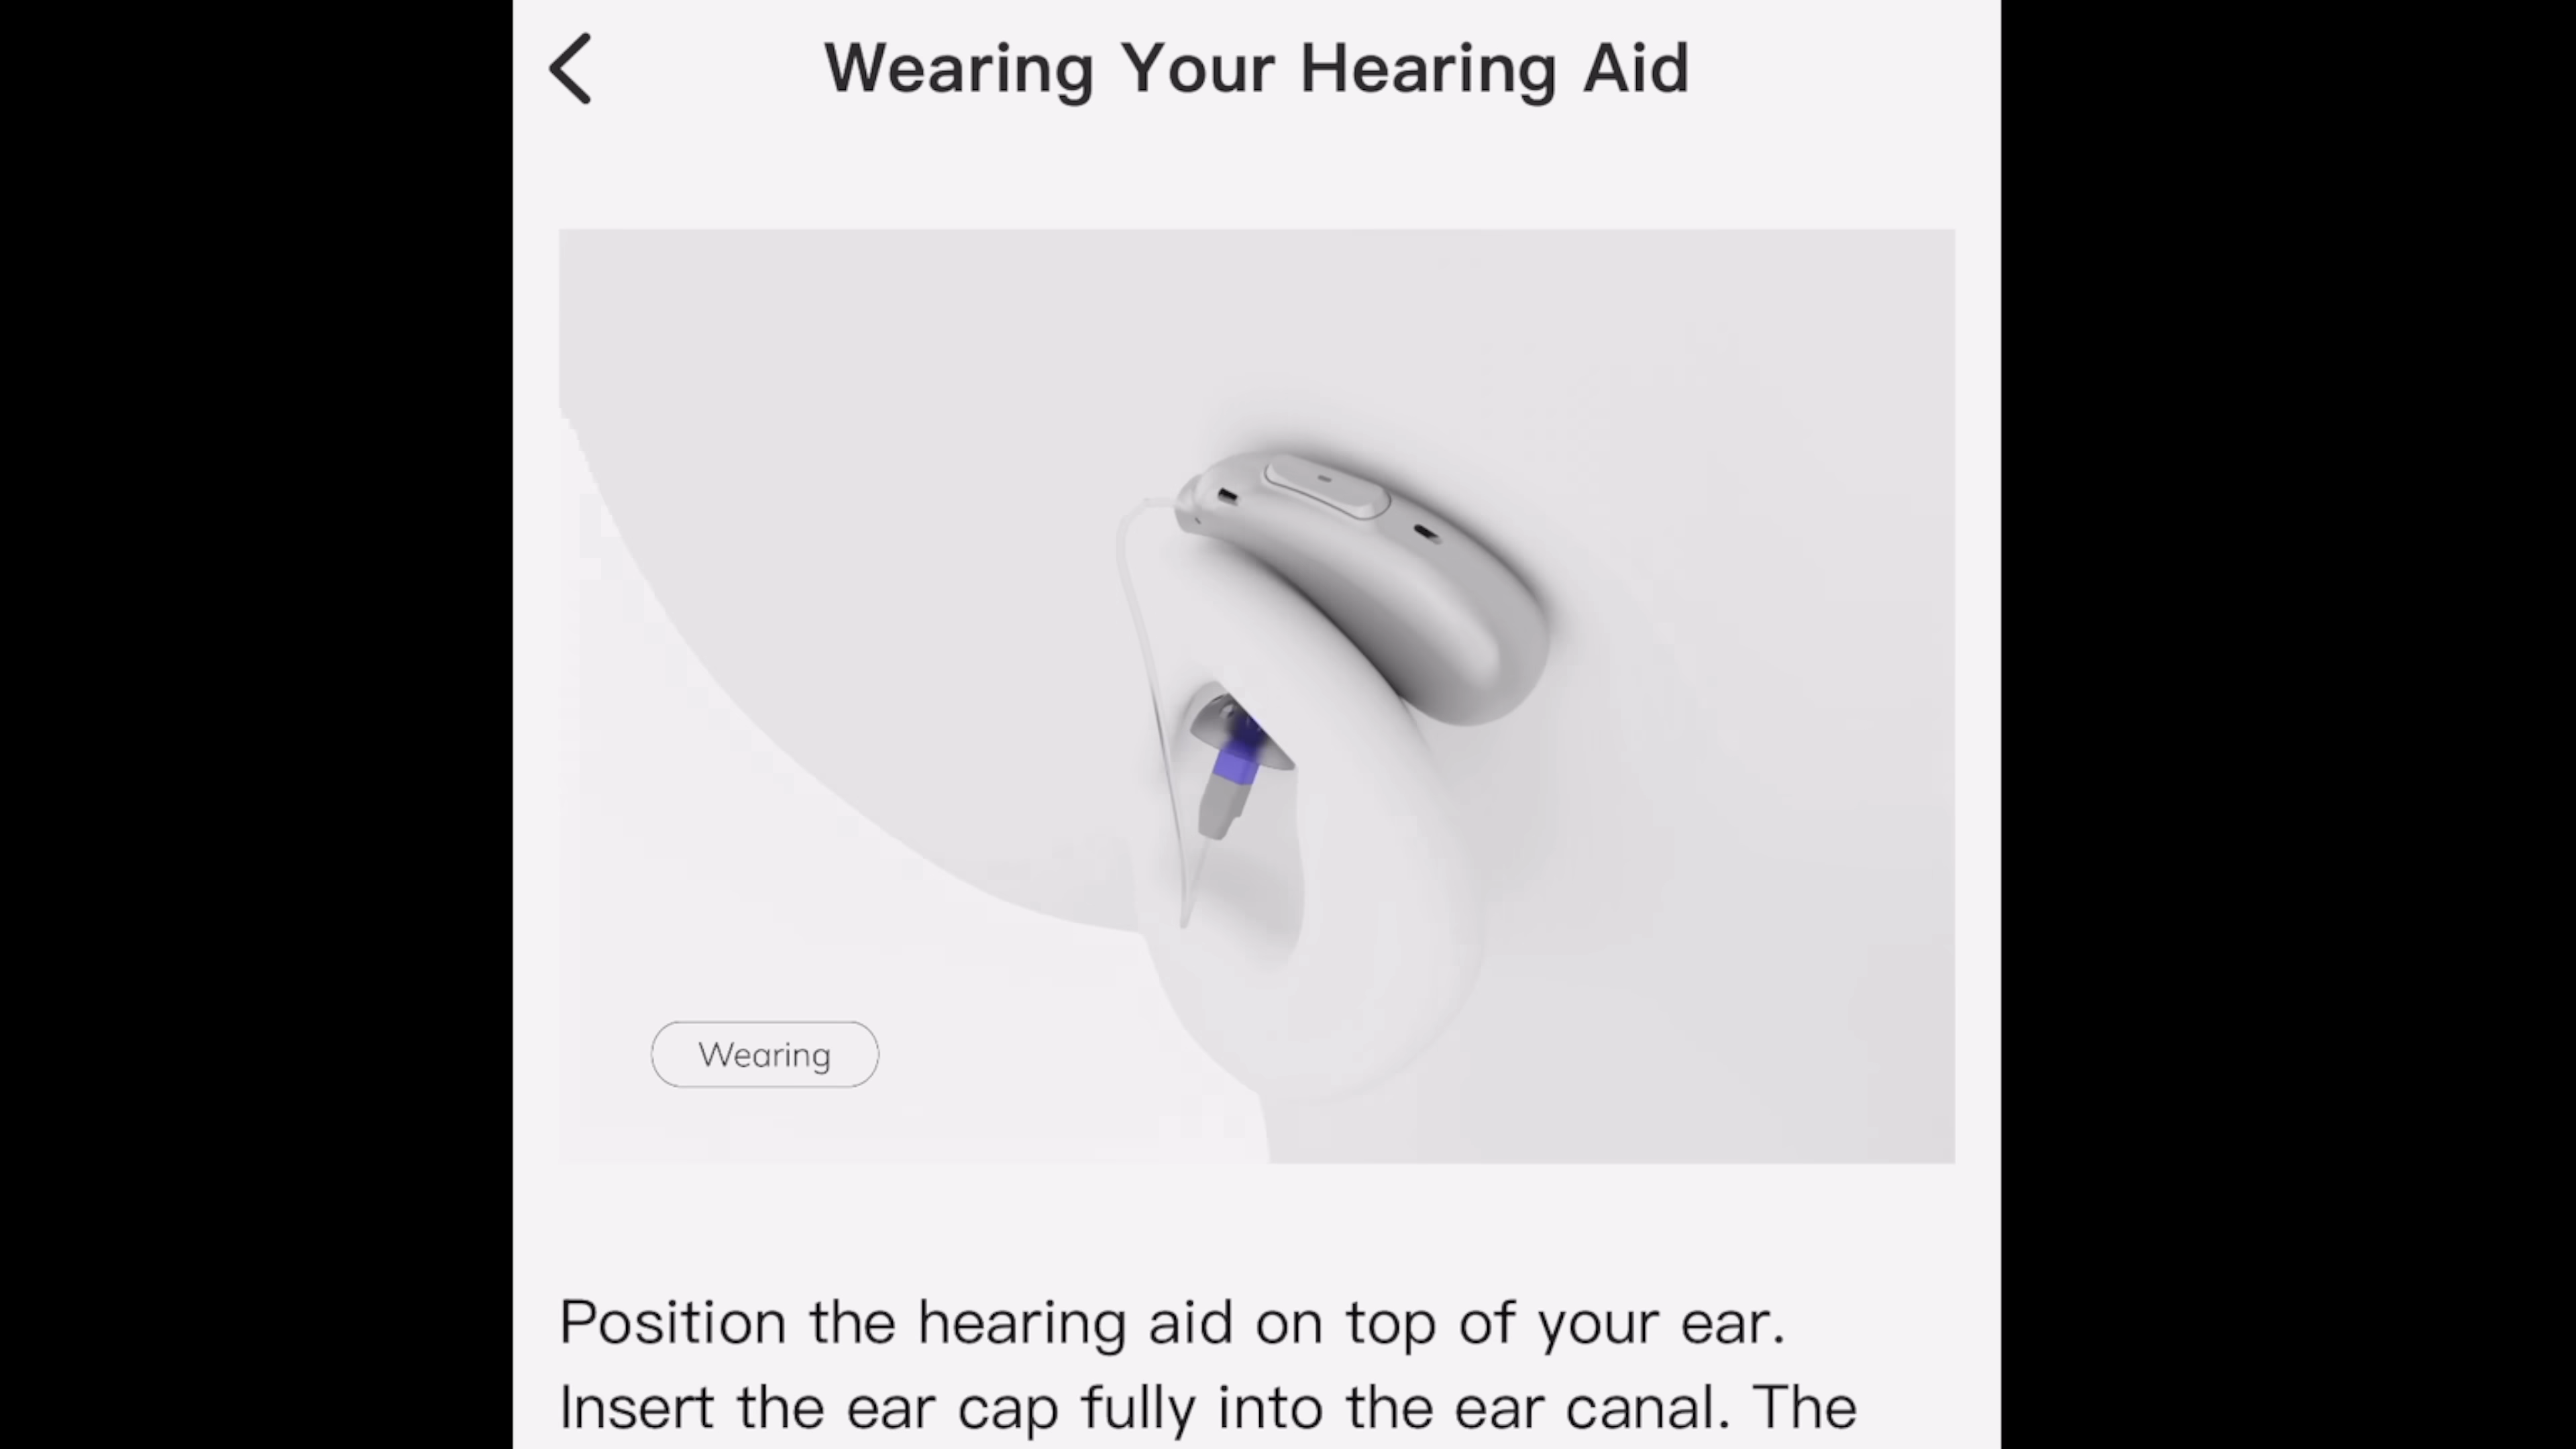 Wearing Your Hearing Aid
Wearing
Position the hearing aid on top of your ear.
Insert the ear cap fully into the ear canal. The